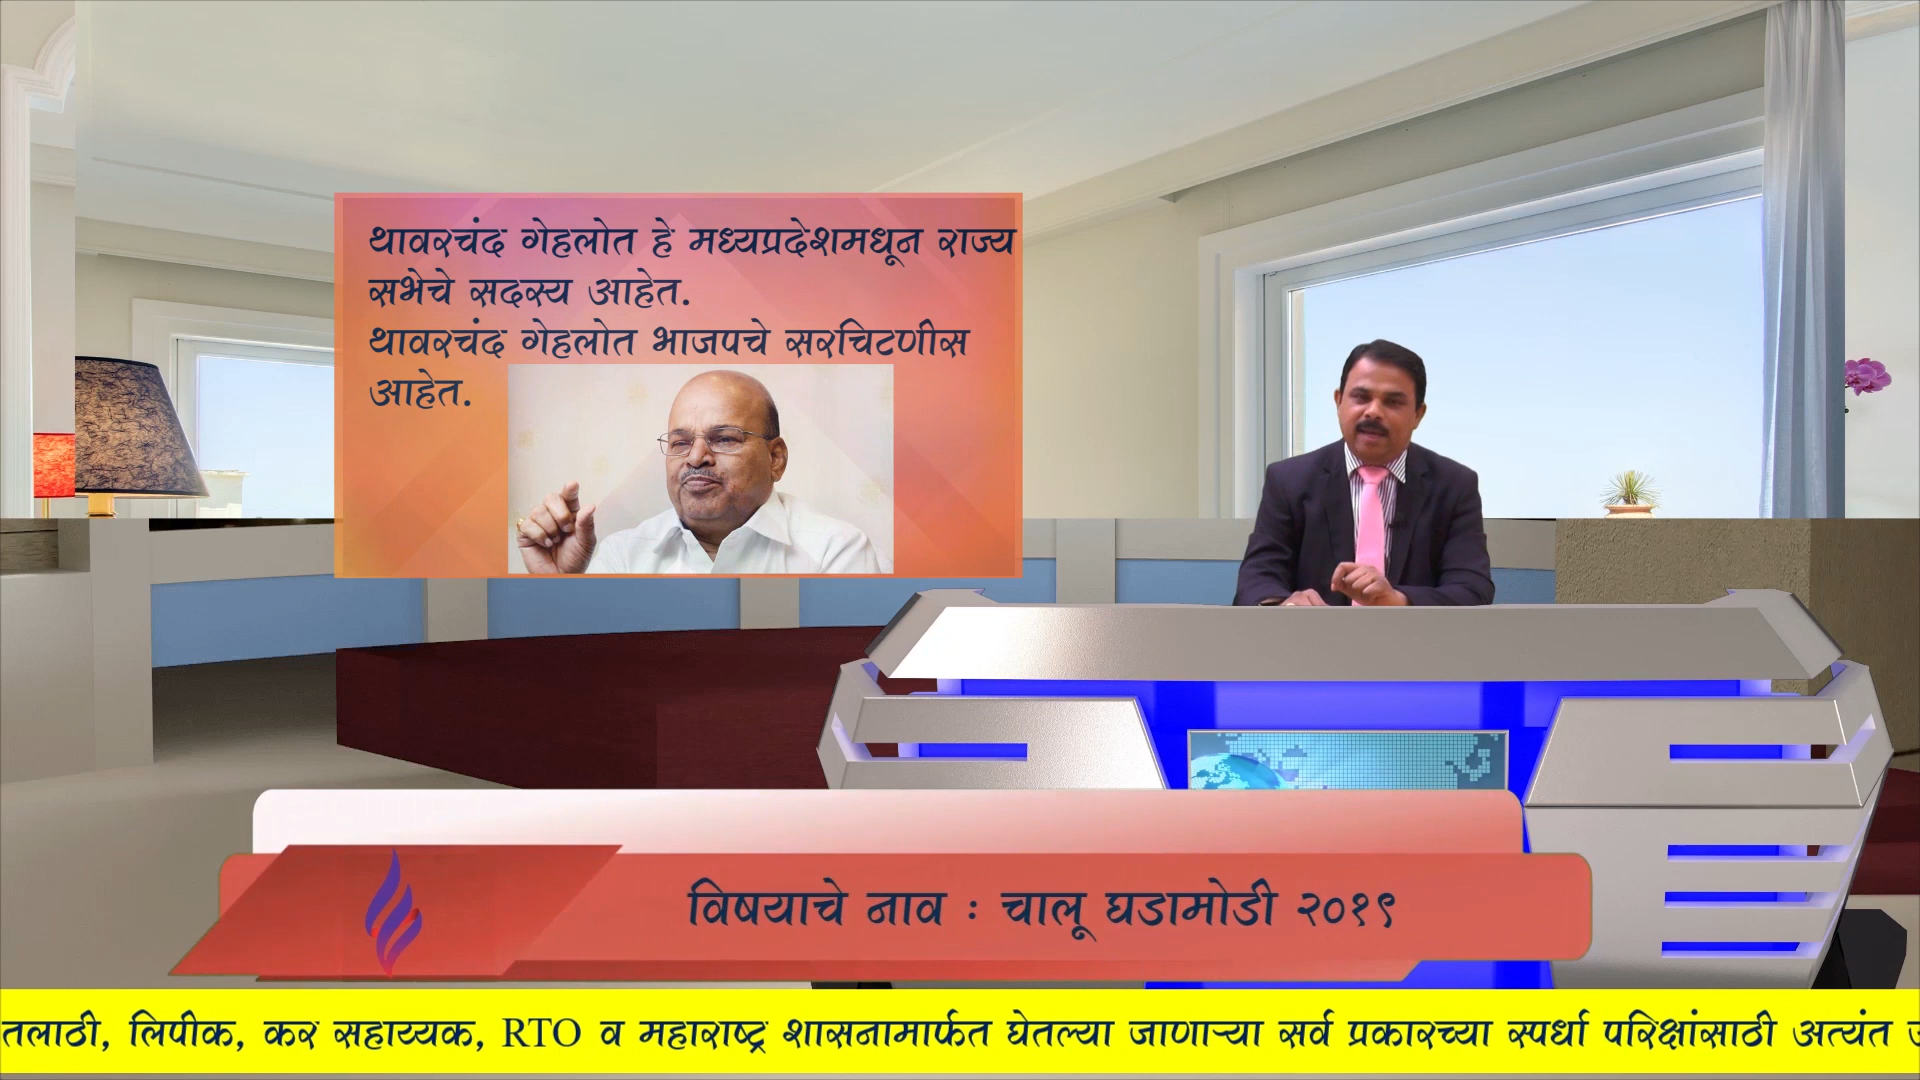 थावरचंद गेहलोत हे मध्यप्रदेशमधून राज्य
सभेचे सदस्य आहेत.
थावरचंद गेहलोत भाजपचे सरचिटणीस
आहेत.
विषयाचे नाव : चालू घडामोडी २०१९
तलाठी, लिपीक, कर सहाय्यक, RTO व महाराष्ट्र शासनामार्फत घेतल्या जाणाऱ्या सर्व प्रकारच्या स्पर्धा परिक्षांसाठी अत्यंत